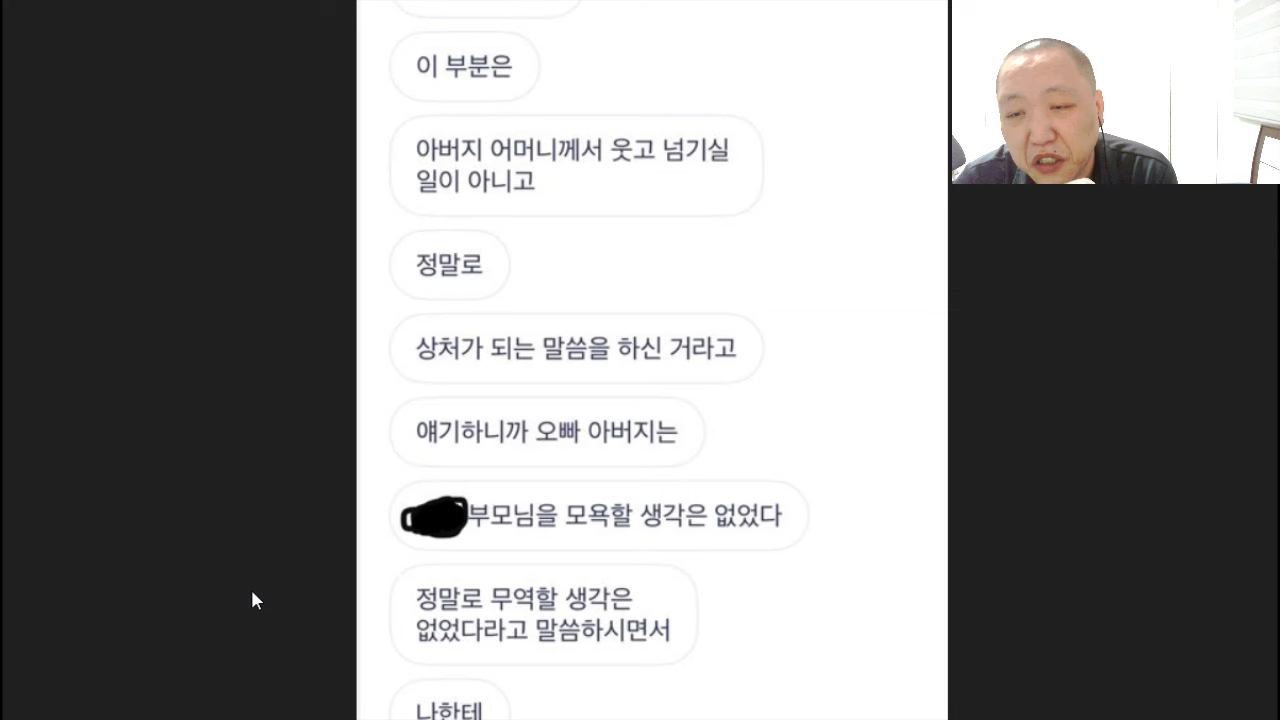 이 부분은
아버지 어머니께서 웃고 넘기실
일이 아니고
정말로
상처가 되는 말씀을 하신 거라고
얘기하니까 오빠 아버지는
부모님을 모욕할 생각은 없었다
정말로 무역할 생각은
없었다라고 말씀하시면서
나한테